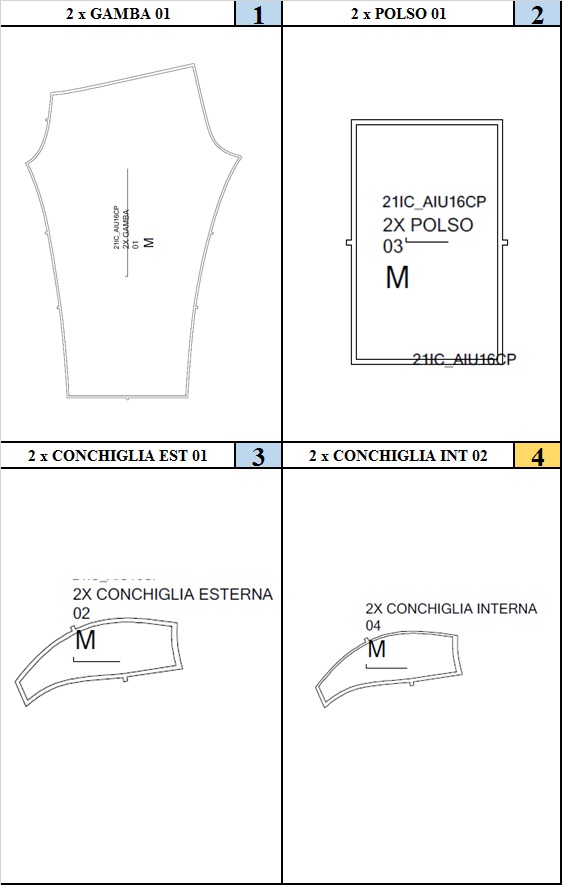 2 x GAMBA 01
1
2 x POLSO 01
2
21IC_AIU16CP
2X GAMBA
01
M
21IC_AIU16CP
2X POLSO
03
M
21IC_AIU16CP
2 x CONCHIGLIA EST 01
3
2 x CONCHIGLIA INT 02
4
2X CONCHIGLIA ESTERNA
02
M
2X CONCHIGLIA INTERNA
04
M